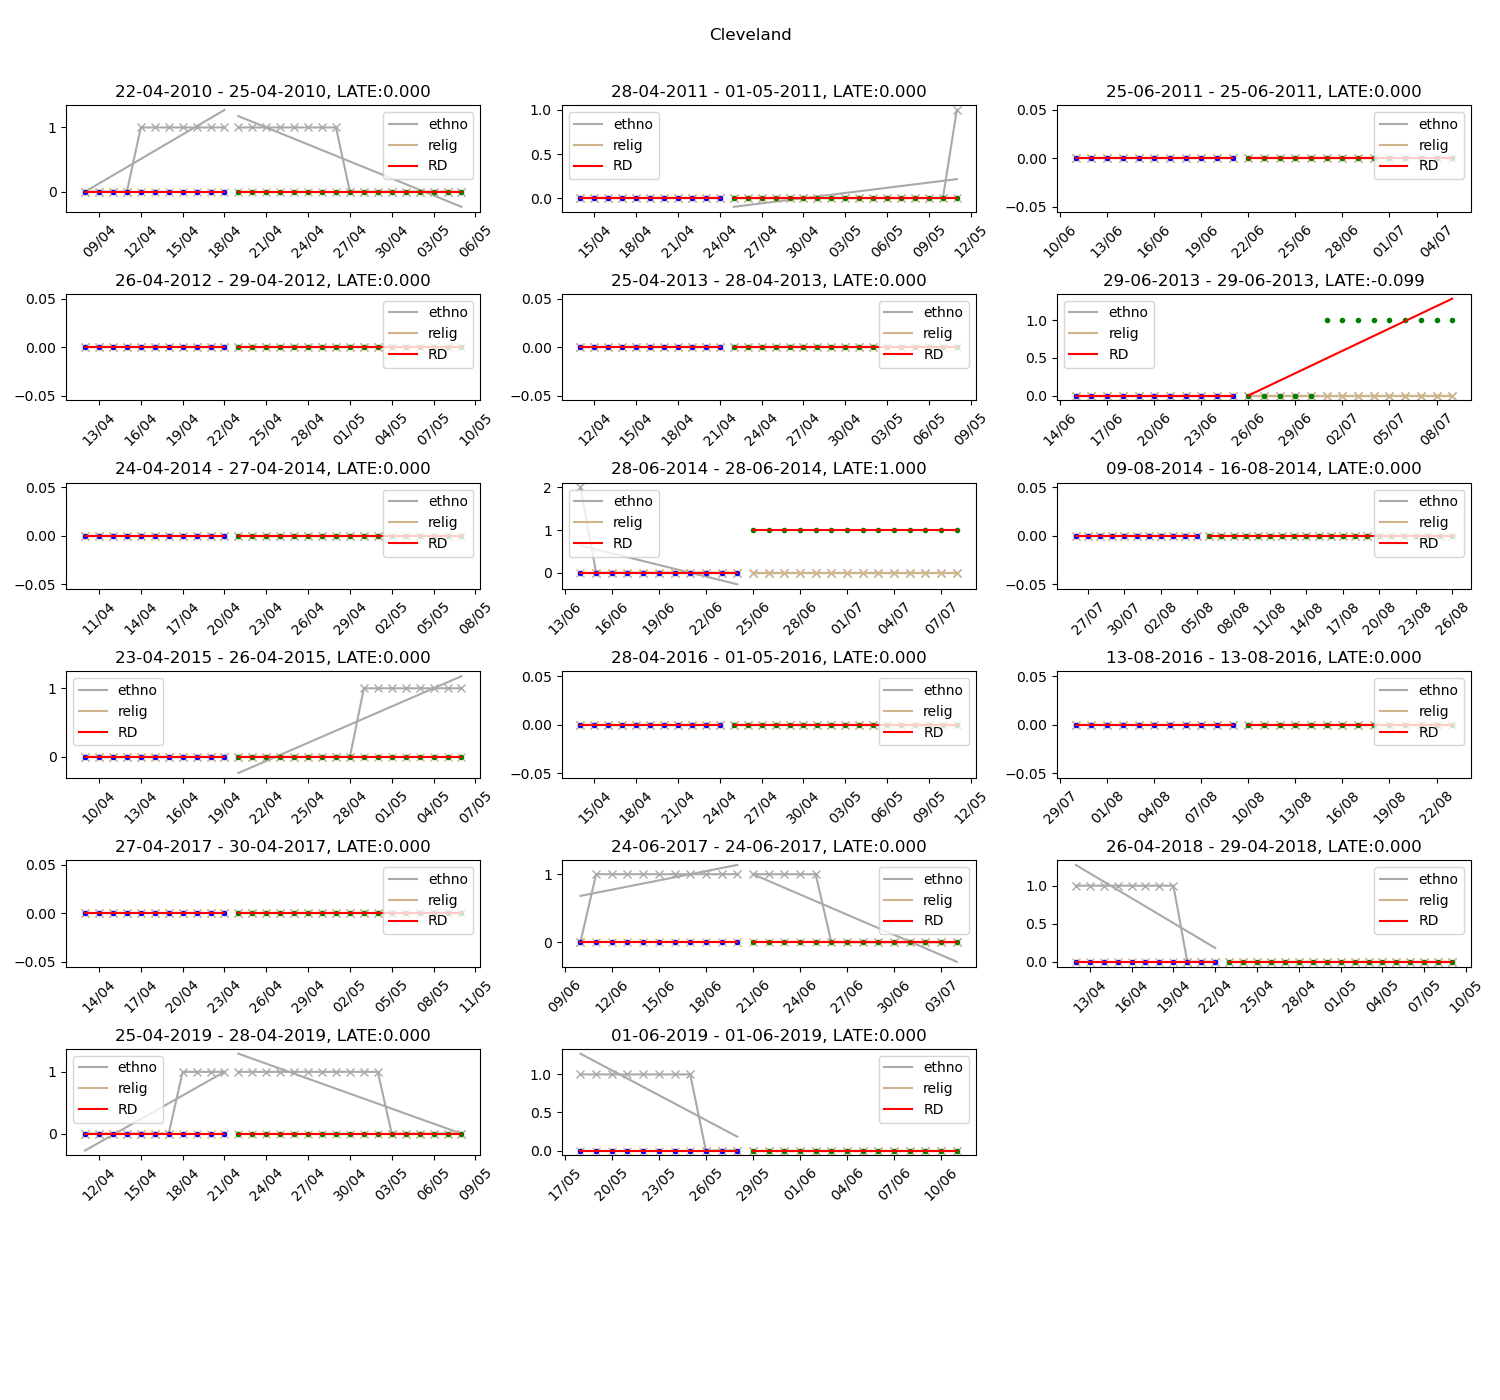 Cleveland
22-04-2010 - 25-04-2010, LATE:0.000
1
0
ethno
relig
RD
09/04 12/04 15/04 18/04 21/04 24/04 27/04 30/04 03/05 06/05
28-04-2011 - 01-05-2011, LATE:0.000
1.0
0.5
0.0
ethno
relig
RD
15/04 18/04 21/04 24/04 27/04 30/04 03/05 06/05 09/05 12/05
25-06-2011 - 25-06-2011, LATE:0.000
0.05
0.00
−0.05
ethno
relig
RD
10/06 13/06 16/06 19/06 22/06 25/06 28/06 01/07 04/07
26-04-2012 - 29-04-2012, LATE:0.000
0.05
0.00
−0.05
ethno
relig
RD
13/04 16/04 19/04 22/04 25/04 28/04 01/05 04/05 07/05 10/05
25-04-2013 - 28-04-2013, LATE:0.000
0.05
0.00
−0.05
ethno
relig
RD
12/04 15/04 18/04 21/04 24/04 27/04 30/04 03/05 06/05 09/05
29-06-2013 - 29-06-2013, LATE:-0.099
1.0
0.5
0.0
ethno
relig
RD
14/06 17/06 20/06 23/06 26/06 29/06 02/07 05/07 08/07
24-04-2014 - 27-04-2014, LATE:0.000
0.05
0.00
−0.05
ethno
relig
RD
11/04 14/04 17/04 20/04 23/04 26/04 29/04 02/05 05/05 08/05
28-06-2014 - 28-06-2014, LATE:1.000
2
1
0
ethno
relig
RD
13/06 16/06 19/06 22/06 25/06 28/06 01/07 04/07 07/07
09-08-2014 - 16-08-2014, LATE:0.000
0.05
0.00
−0.05
ethno
relig
RD
27/07 30/07 02/08 05/08 08/08 11/08 14/08 17/08 20/08 23/08 26/08
23-04-2015 - 26-04-2015, LATE:0.000
1
0
ethno
relig
RD
10/04 13/04 16/04 19/04 22/04 25/04 28/04 01/05 04/05 07/05
28-04-2016 - 01-05-2016, LATE:0.000
0.05
0.00
−0.05
ethno
relig
RD
15/04 18/04 21/04 24/04 27/04 30/04 03/05 06/05 09/05 12/05
13-08-2016 - 13-08-2016, LATE:0.000
0.05
0.00
−0.05
ethno
relig
RD
29/07 01/08 04/08 07/08 10/08 13/08 16/08 19/08 22/08
27-04-2017 - 30-04-2017, LATE:0.000
0.05
0.00
−0.05
ethno
relig
RD
14/04 17/04 20/04 23/04 26/04 29/04 02/05 05/05 08/05 11/05
24-06-2017 - 24-06-2017, LATE:0.000
1
0
ethno
relig
RD
09/06 12/06 15/06 18/06 21/06 24/06 27/06 30/06 03/07
26-04-2018 - 29-04-2018, LATE:0.000
1.0
0.5
0.0
ethno
relig
RD
13/04 16/04 19/04 22/04 25/04 28/04 01/05 04/05 07/05 10/05
25-04-2019 - 28-04-2019, LATE:0.000
1
0
ethno
relig
RD
12/04 15/04 18/04 21/04 24/04 27/04 30/04 03/05 06/05 09/05
01-06-2019 - 01-06-2019, LATE:0.000
1.0
0.5
0.0
ethno
relig
RD
17/05 20/05 23/05 26/05 29/05 01/06 04/06 07/06 10/06